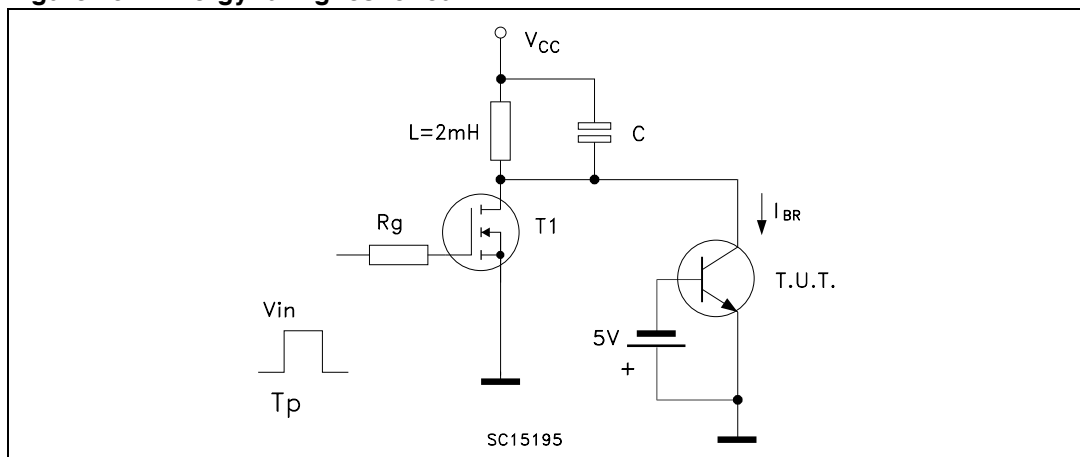 V_CC
L=2mH
C
Rg
T1
I_BR
T.U.T.
Vin
5V
+
Tp
SC15195